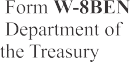 Form W-8BEN
Department of
the Treasury